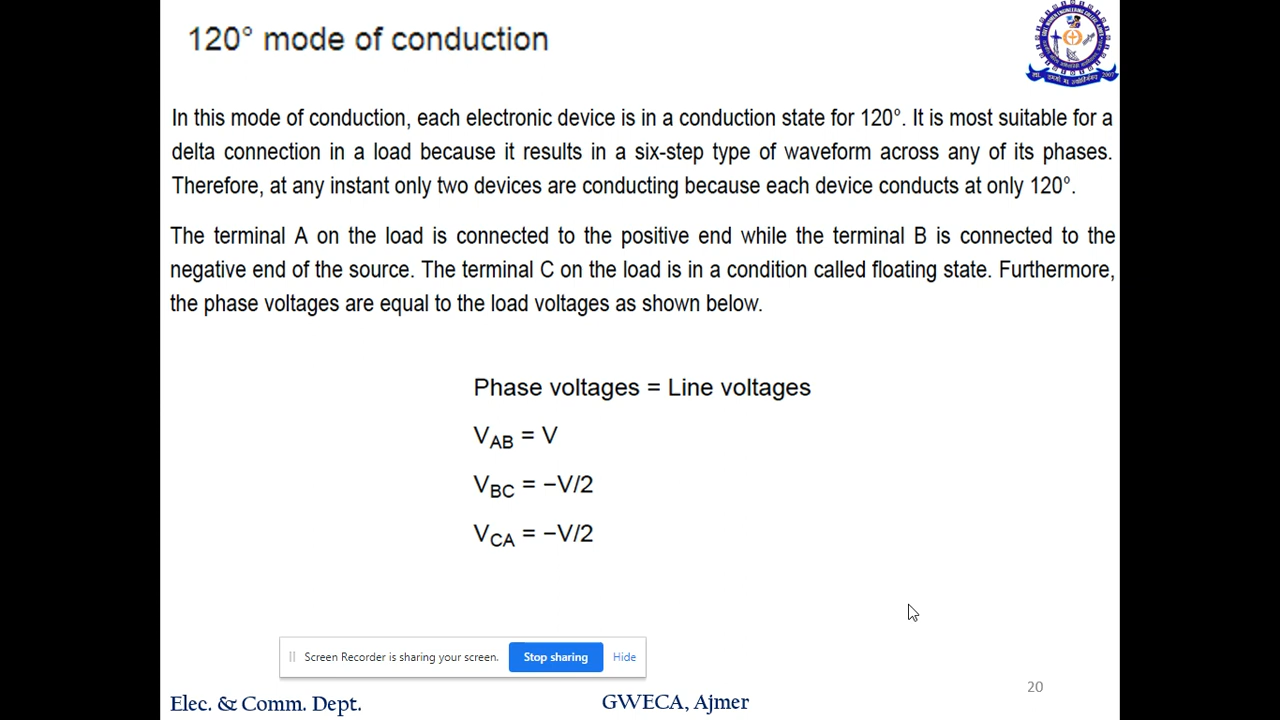 120° mode of conduction
In this mode of conduction, each electronic device is in a conduction state for 120°. It is most suitable for a
delta connection in a load because it results in a six-step type of waveform across any of its phases.
Therefore, at any instant only two devices are conducting because each device conducts at only 120°.
The terminal A on the load is connected to the positive end while the terminal B is connected to the
negative end of the source. The terminal C on the load is in a condition called floating state. Furthermore,
the phase voltages are equal to the load voltages as shown below.
Phase voltages = Line voltages
VAB = V
VBC = −V/2
VCA = −V/2
Screen Recorder is sharing your screen. Stop sharing Hide
20
Elec. & Comm. Dept. GWECA, Ajmer